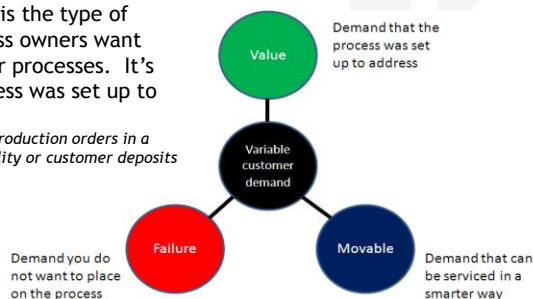 is the type of
ss owners want
r processes. It's
ess was set up to
roduction orders in a
lity or customer deposits
Value
Demand that the
process was set
up to address
Variable
customer
demand
Failure
Demand you do
not want to place
on the process
Movable
Demand that can
be serviced in a
smarter way